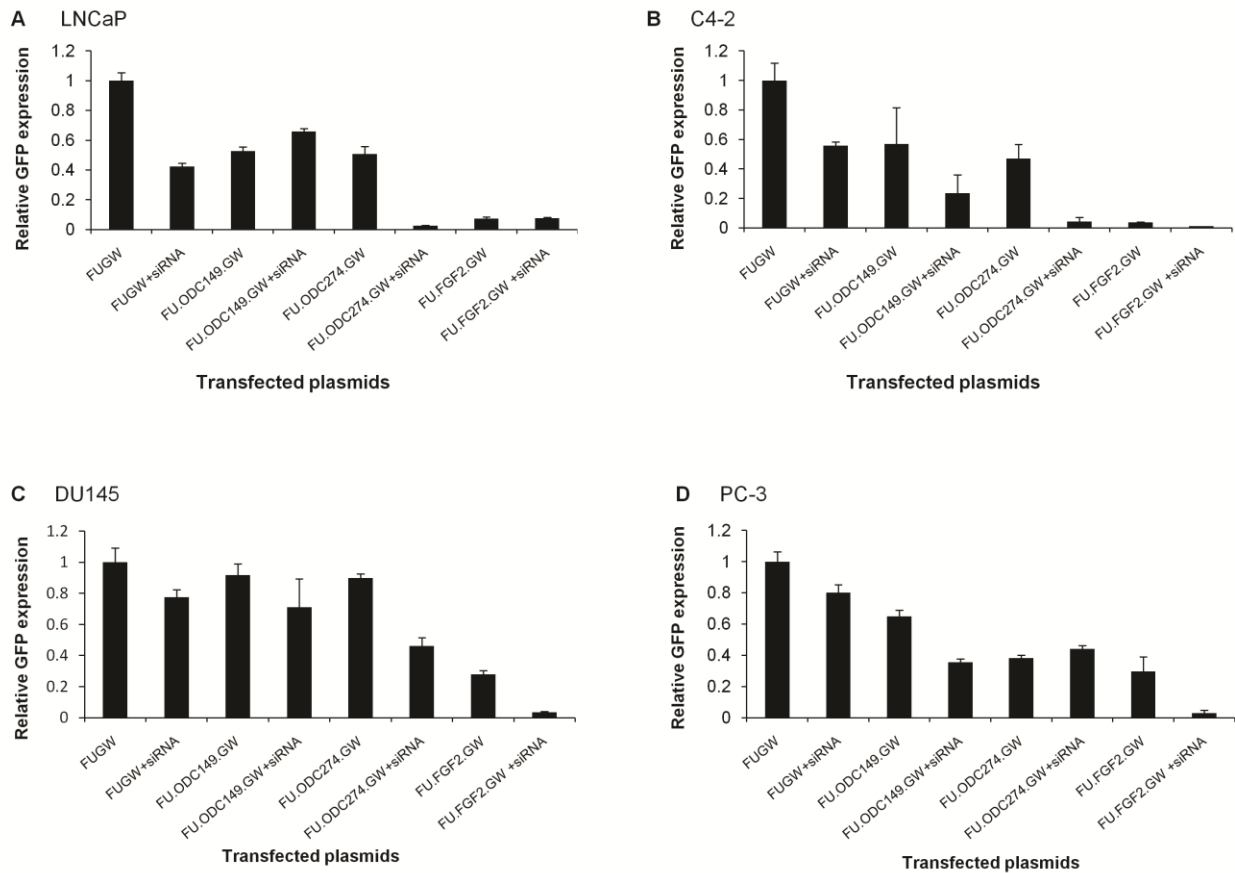 A LNCaP
Relative GFP expression
1.2
1
0.8
0.6
0.4
0.2
0
FUGW
FUGW+siRNA
FU.ODC149.GW
FU.ODC149.GW+siRNA
FU.ODC274.GW
FU.ODC274.GW+siRNA
FU.FGF2.GW
FU.FGF2.GW +siRNA
Transfected plasmids
B C4-2
Relative GFP expression
1.2
1
0.8
0.6
0.4
0.2
0
FUGW
FUGW+siRNA
FU.ODC149.GW
FU.ODC149.GW+siRNA
FU.ODC274.GW
FU.ODC274.GW+siRNA
FU.FGF2.GW
FU.FGF2.GW +siRNA
Transfected plasmids
C DU145
Relative GFP expression
1.2
1
0.8
0.6
0.4
0.2
0
FUGW
FUGW+siRNA
FU.ODC149.GW
FU.ODC149.GW+siRNA
FU.ODC274.GW
FU.ODC274.GW+siRNA
FU.FGF2.GW
FU.FGF2.GW +siRNA
Transfected plasmids
D PC-3
Relative GFP expression
1.2
1
0.8
0.6
0.4
0.2
0
FUGW
FUGW+siRNA
FU.ODC149.GW
FU.ODC149.GW+siRNA
FU.ODC274.GW
FU.ODC274.GW+siRNA
FU.FGF2.GW
FU.FGF2.GW +siRNA
Transfected plasmids